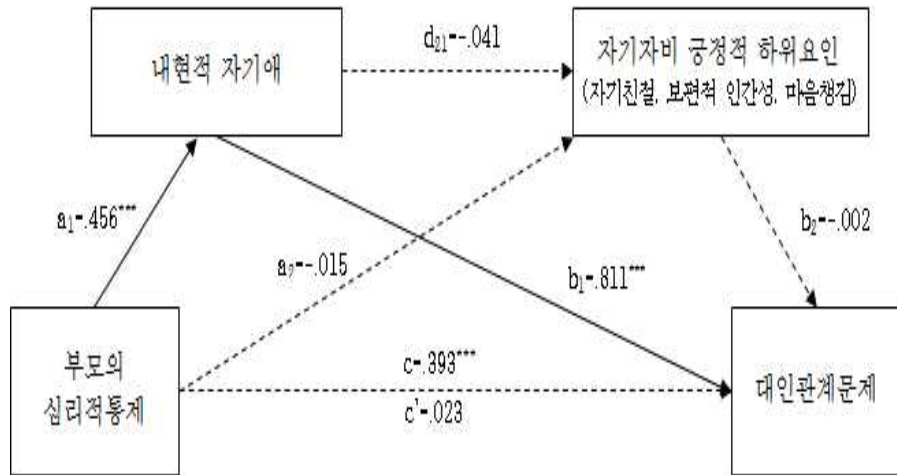 d₂₁=-.041
내현적 자기애
자기자비 긍정적 하위요인
(자기친절, 보편적 인간성, 마음챙김)
a₁=.456***
a₂=-.015
b₁=.811***
b₂=-.002
부모의
심리적통제
c=.393***
c'=.023
대인관계문제